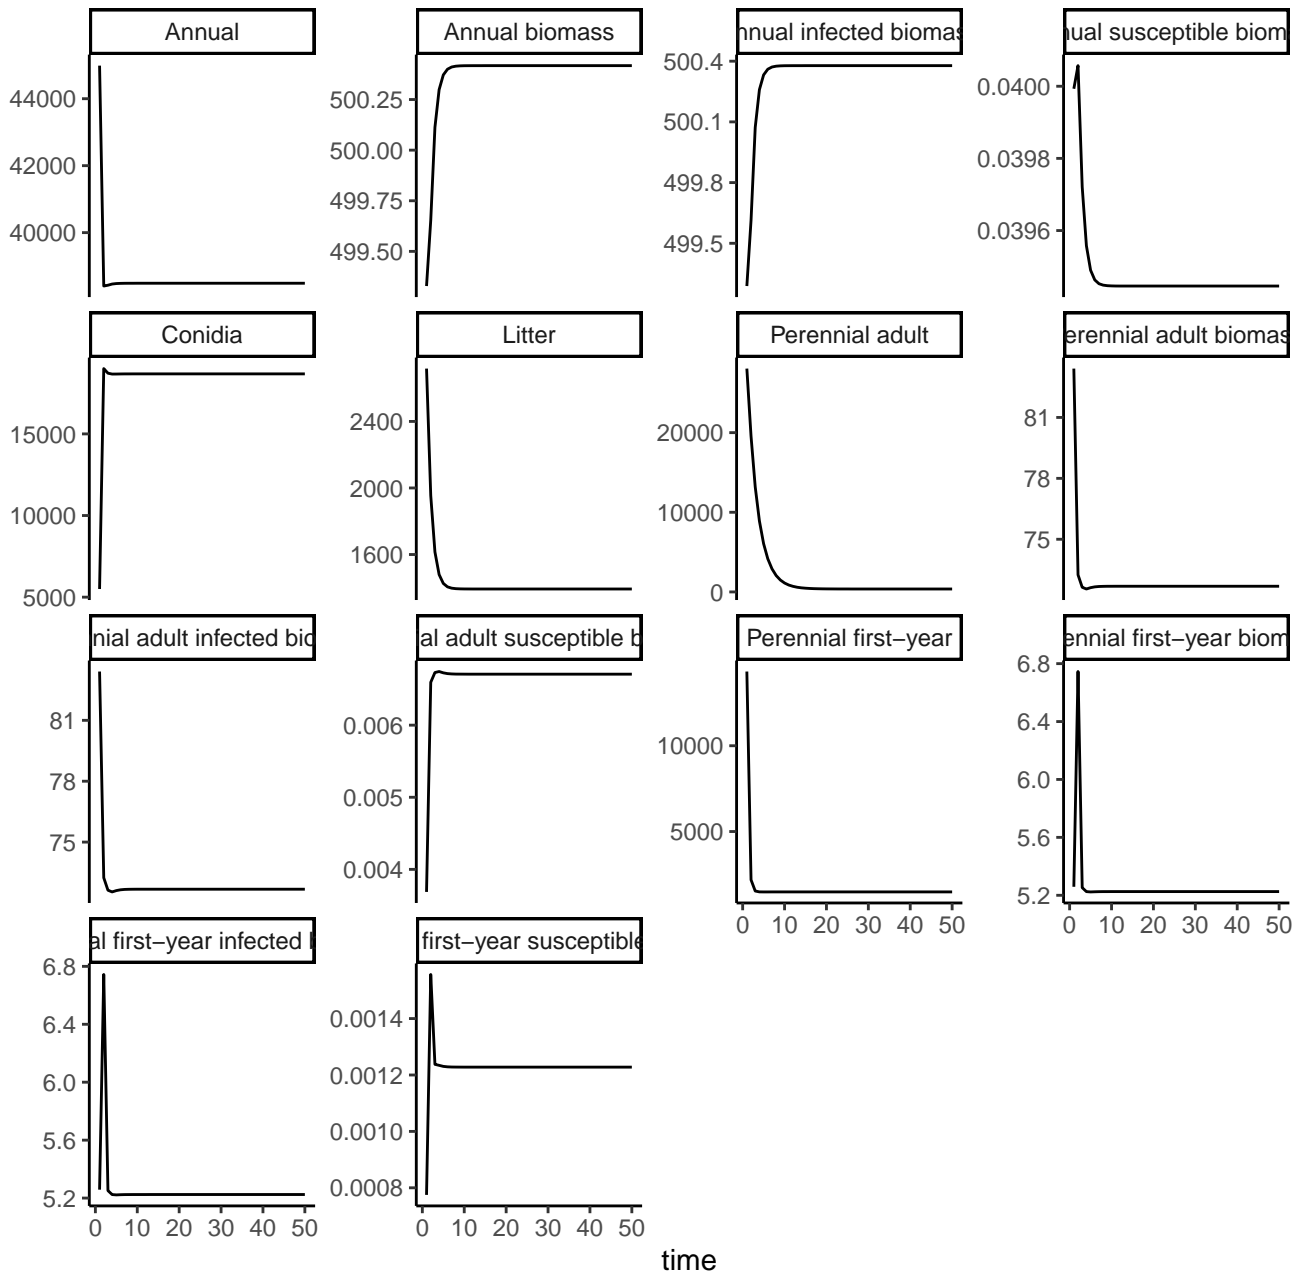 Annual
Annual biomass
nnual infected biomas
nual susceptible biom
44000
42000
40000
500.25
500.00
499.75
499.50
500.4
500.1
499.8
499.5
0.0400
0.0398
0.0396
Conidia
Litter
Perennial adult
erennial adult biomas
15000
10000
5000
2400
2000
1600
20000
10000
0
81
78
75
nial adult infected bio
al adult susceptible b
Perennial first−year
ennial first−year biom
81
78
75
0.006
0.005
0.004
10000
5000
6.8
6.4
6.0
5.6
5.2
0 10 20 30 40 50
0 10 20 30 40 50
al first−year infected b
first−year susceptible
6.8
6.4
6.0
5.6
5.2
0.0014
0.0012
0.0010
0.0008
0 10 20 30 40 50
0 10 20 30 40 50
time